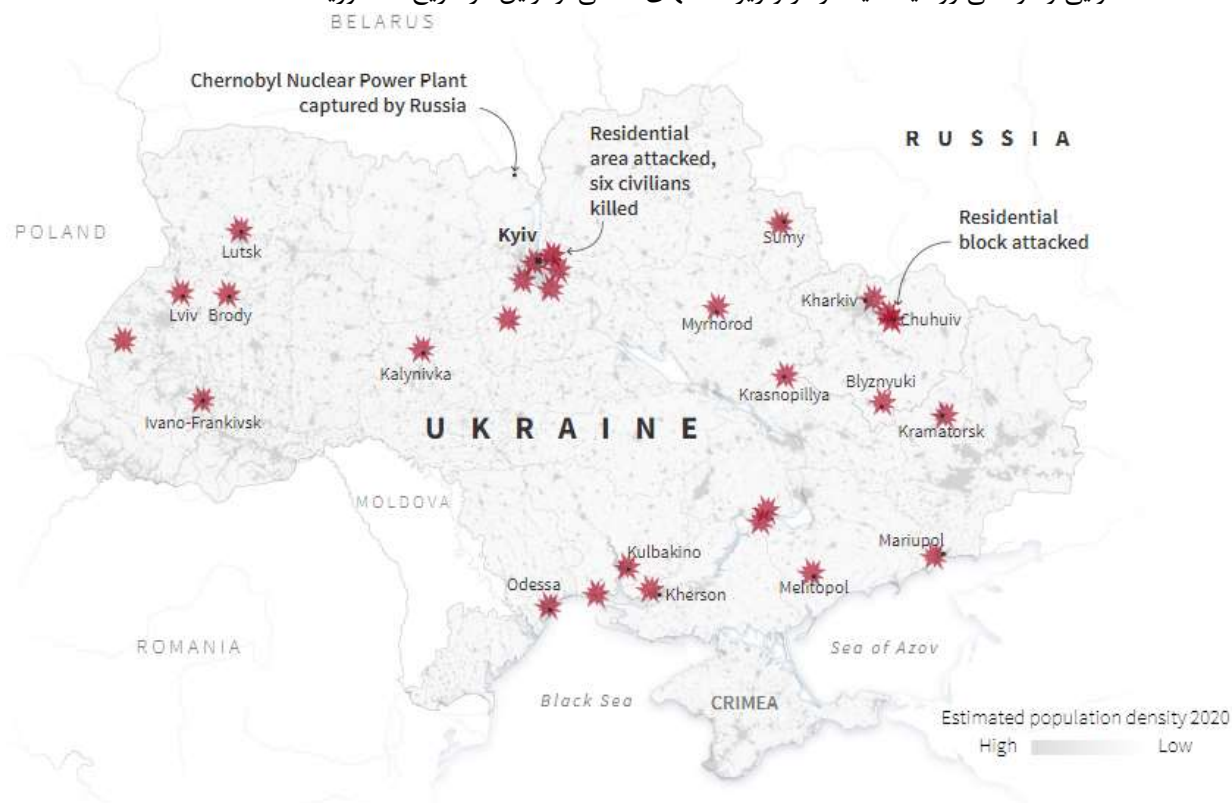 BELARUS
Chernobyl Nuclear Power Plant
captured by Russia
Residential
area attacked,
six civilians
killed
RUSSIA
POLAND
Lutsk
Kyiv
Sumy
Residential
block attacked
Lviv
Brody
Myrhorod
Kharkiv
Chuhuiv
Kalynivka
Krasnopillya
Blyznyuki
Ivano-Frankivsk
UKRAINE
Kramatorsk
MOLDOVA
Kulbakino
Mariupol
Odessa
Kherson
Melitopol
ROMANIA
Sea of Azov
Black Sea
CRIMEA
Estimated population density 2020
High
Low